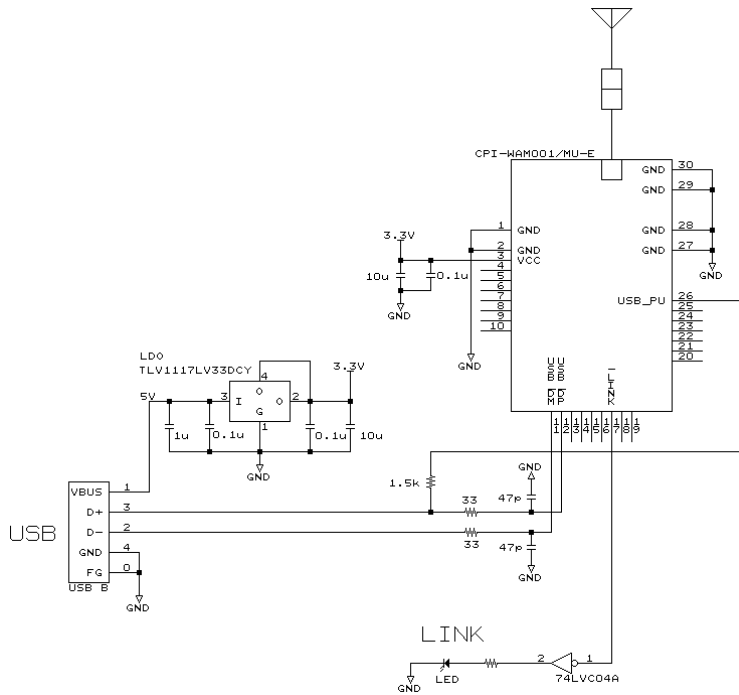 CPI-WAM001/MU-E
GND 30
GND 29
1 GND
GND 28
2 GND
GND 27
3.3V
3 VCC
4
10u
0.1u
5
6
7
8
9
10
GND
GND
GND
USB_PU 26
25
24
23
22
21
20
LDO
TLV1117LV33DCY
3.3V
5V
4
3 I O O 2
G
1
1u
0.1u
0.1u
10u
GND
USB_DM
USB_DP
LINK
11
12
13
14
15
16
17
18
19
USB
VBUS 1
D+ 3
D- 2
GND 4
FG 0
USB B
GND
1.5k
33
33
GND
47p
47p
GND
LINK
GND
LED
2 1
74LVC04A